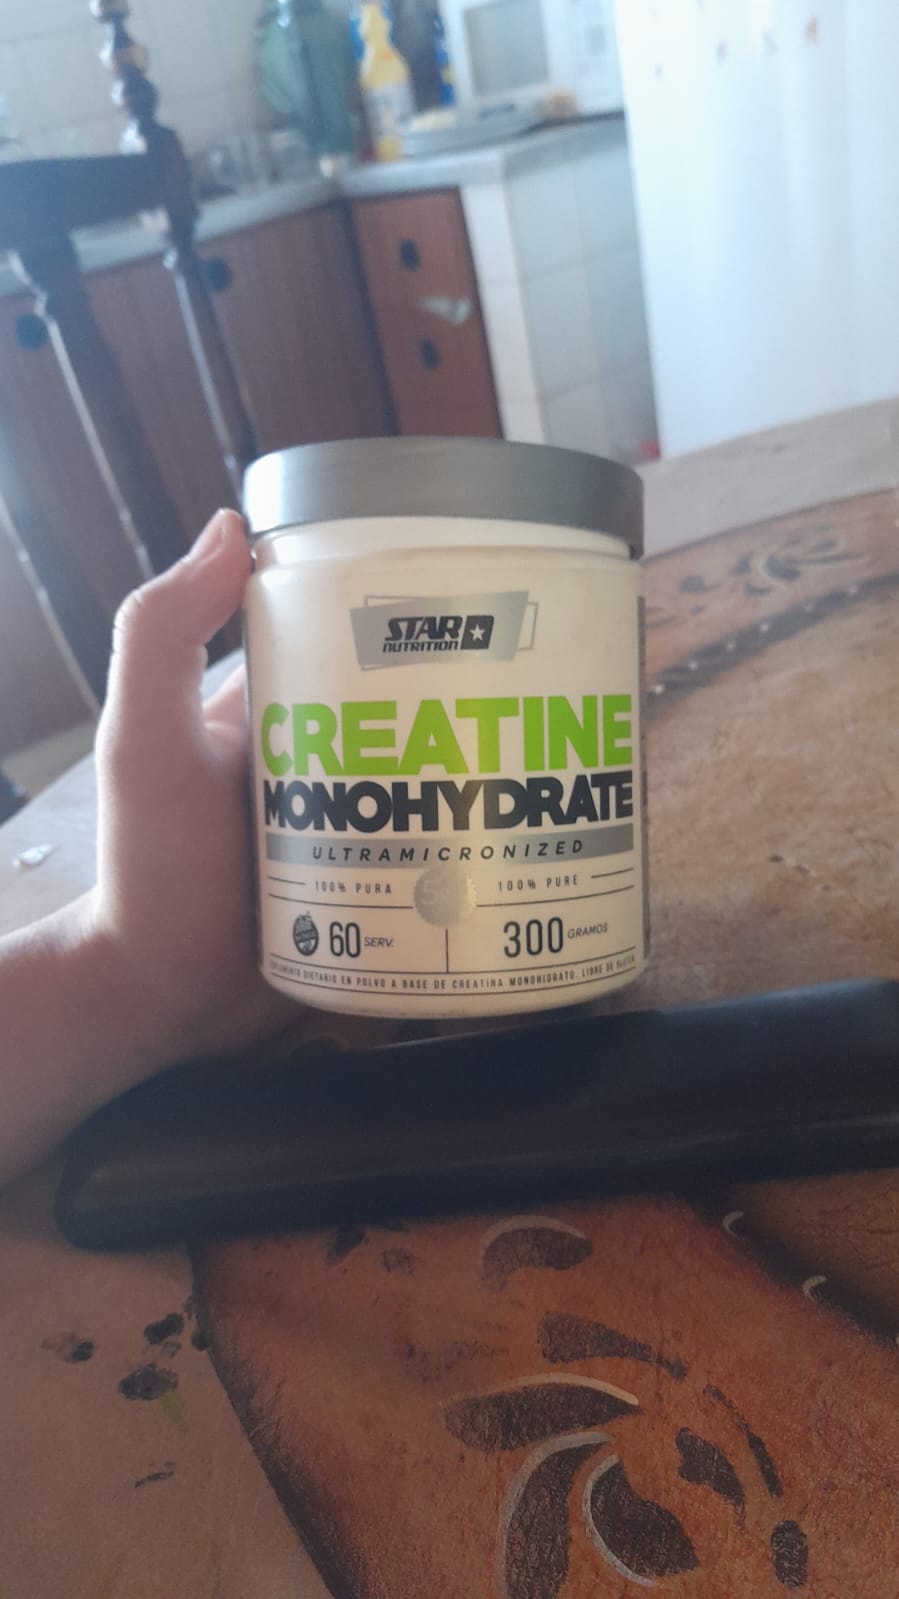 STAR
NUTRITION
CREATINE
MONOHYDRATE
ULTRAMICRONIZED
100% PURA 100% PURE
60 SERV. 300 GRAMOS
DIETARIO EN POLVO A BASE DE CREATINA MONOHIDRATO. LIBRE DE GLUTEN